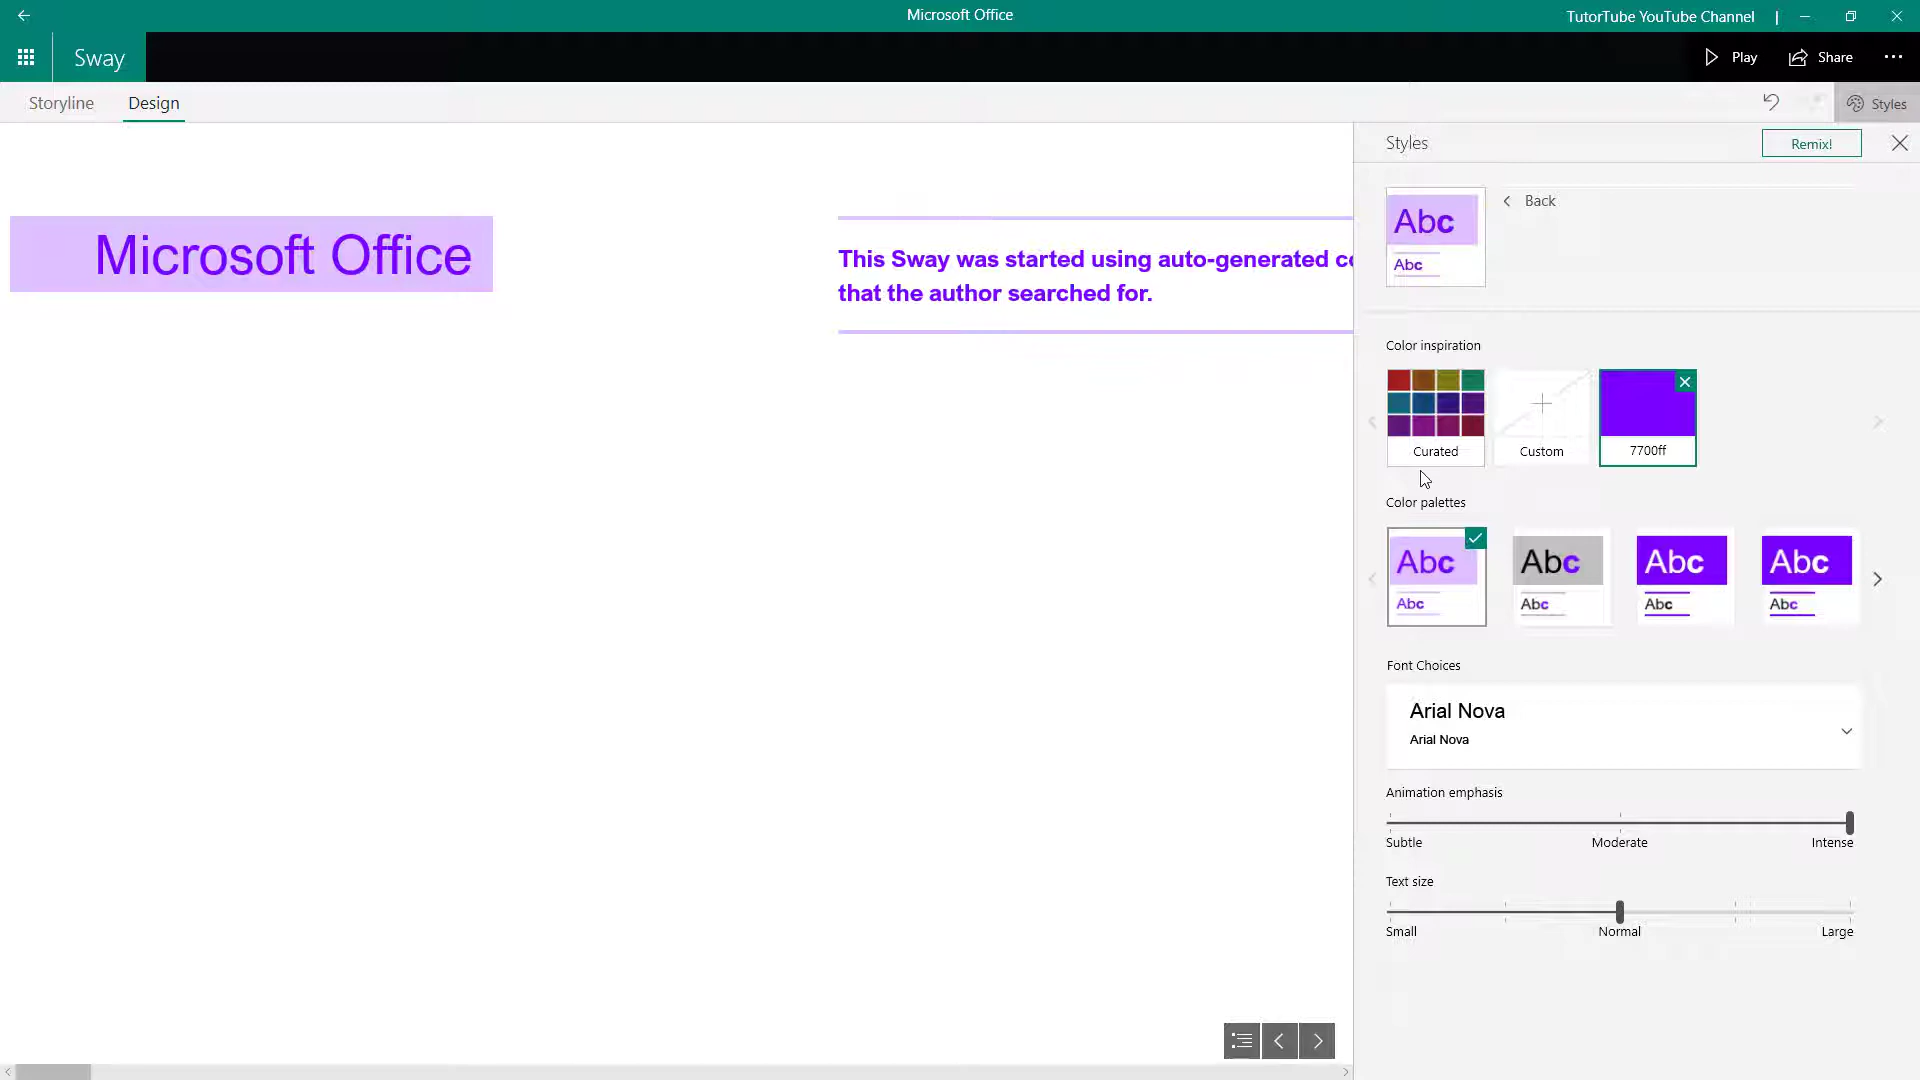 Microsoft Office
TutorTube YouTube Channel
Sway
Play
Share
Storyline
Design
Styles
Styles
Remix!
Microsoft Office
This Sway was started using auto-generated co
that the author searched for.
Abc
Abc
Back
Color inspiration
Curated
Custom
7700ff
Color palettes
Abc
Abc
Abc
Abc
Abc
Abc
Abc
Abc
Font Choices
Arial Nova
Arial Nova
Animation emphasis
Subtle
Moderate
Intense
Text size
Small
Normal
Large